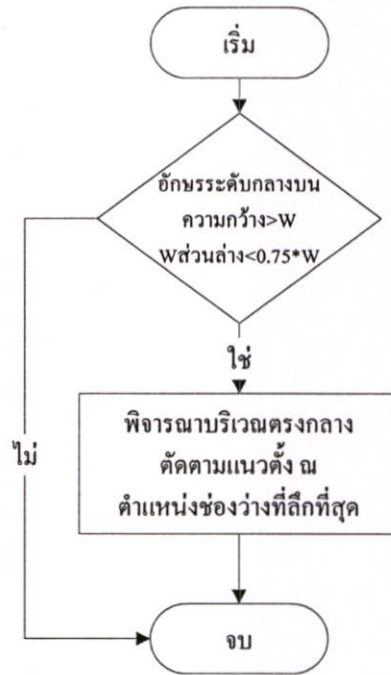 เริ่ม
อักษรระดับกลางบน
ความกว้าง>W
Wส่วนล่าง<0.75*W
ใช่
ไม่
พิจารณาบริเวณตรงกลาง
ตัดตามแนวตั้ง ณ
ตำแหน่งช่องว่างที่ลึกที่สุด
จบ